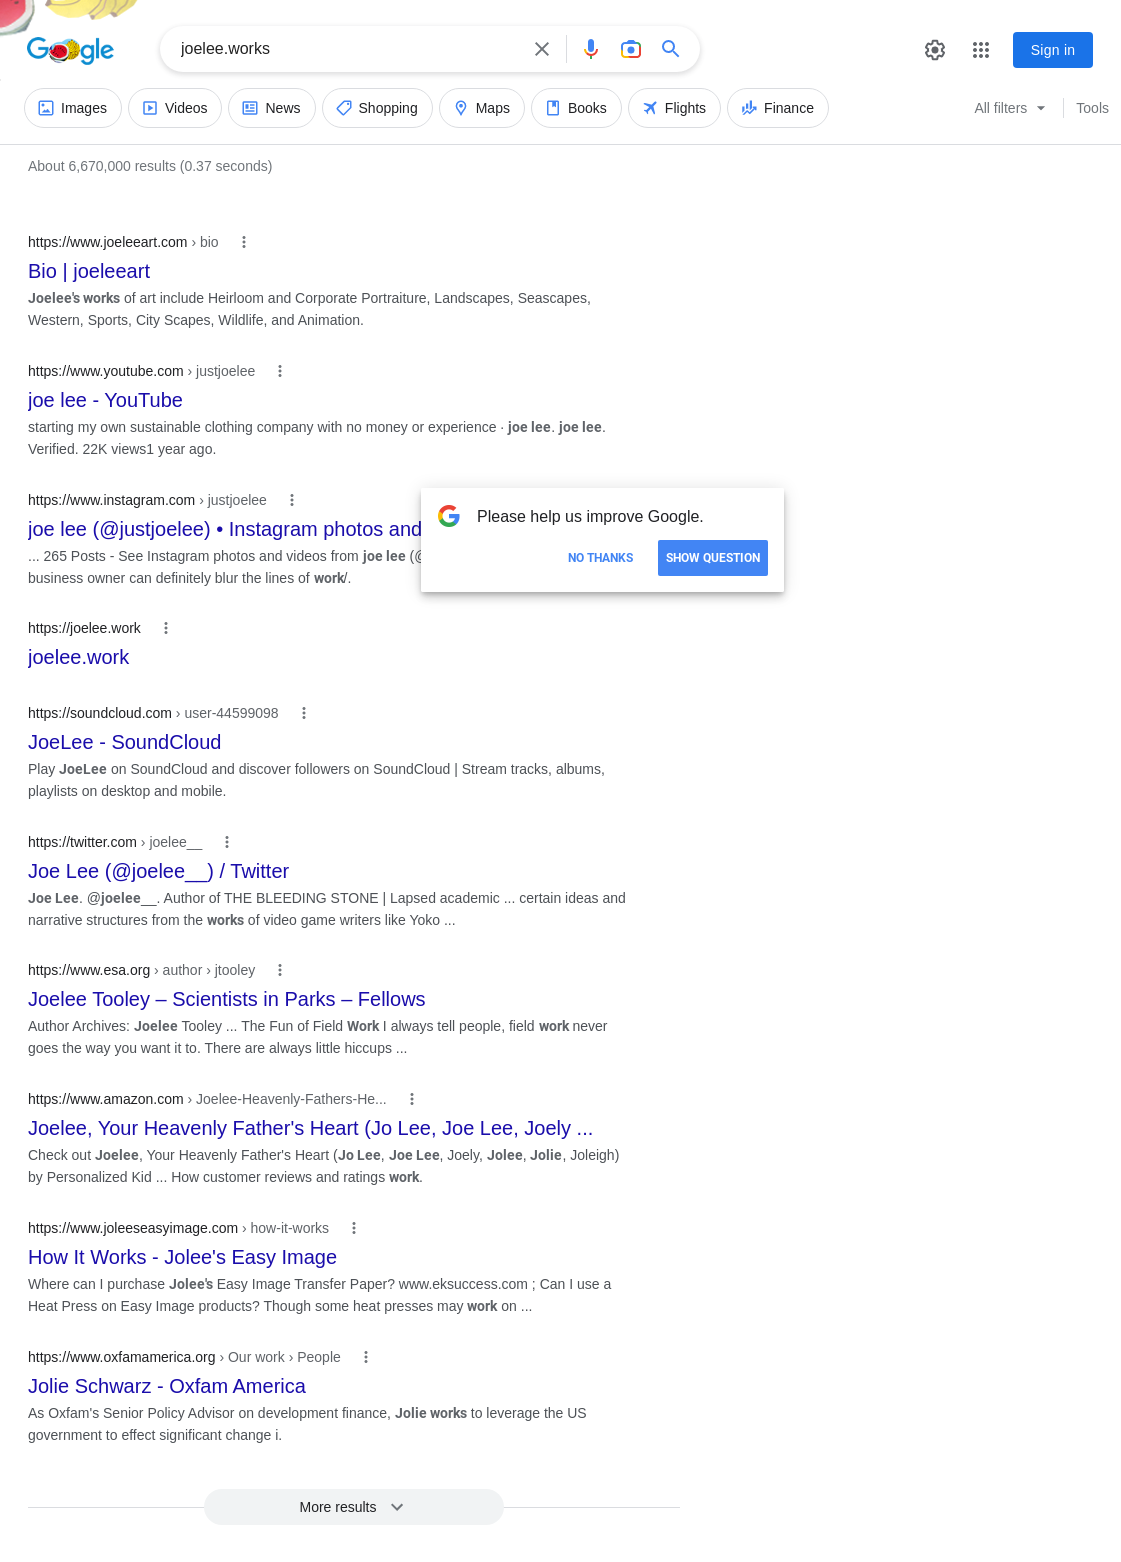 Google
joelee.works
Sign in
Images
Videos
News
Shopping
Maps
Books
Flights
Finance
All filters
Tools
About 6,670,000 results (0.37 seconds)
https://www.joeleeart.com › bio
Bio | joeleeart
Joelee's works of art include Heirloom and Corporate Portraiture, Landscapes, Seascapes,
Western, Sports, City Scapes, Wildlife, and Animation.
https://www.youtube.com › justjoelee
joe lee - YouTube
starting my own sustainable clothing company with no money or experience · joe lee. joe lee.
Verified. 22K views1 year ago.
https://www.instagram.com › justjoelee
joe lee (@justjoelee) • Instagram photos and
... 265 Posts - See Instagram photos and videos from joe lee (@
business owner can definitely blur the lines of work/.
Please help us improve Google.
NO THANKS
SHOW QUESTION
https://joelee.work
joelee.work
https://soundcloud.com › user-44599098
JoeLee - SoundCloud
Play JoeLee on SoundCloud and discover followers on SoundCloud | Stream tracks, albums,
playlists on desktop and mobile.
https://twitter.com › joelee__
Joe Lee (@joelee__) / Twitter
Joe Lee. @joelee__. Author of THE BLEEDING STONE | Lapsed academic ... certain ideas and
narrative structures from the works of video game writers like Yoko ...
https://www.esa.org › author › jtooley
Joelee Tooley – Scientists in Parks – Fellows
Author Archives: Joelee Tooley ... The Fun of Field Work I always tell people, field work never
goes the way you want it to. There are always little hiccups ...
https://www.amazon.com › Joelee-Heavenly-Fathers-He...
Joelee, Your Heavenly Father's Heart (Jo Lee, Joe Lee, Joely ...
Check out Joelee, Your Heavenly Father's Heart (Jo Lee, Joe Lee, Joely, Jolee, Jolie, Joleigh)
by Personalized Kid ... How customer reviews and ratings work.
https://www.joleeseasyimage.com › how-it-works
How It Works - Jolee's Easy Image
Where can I purchase Jolee's Easy Image Transfer Paper? www.eksuccess.com ; Can I use a
Heat Press on Easy Image products? Though some heat presses may work on ...
https://www.oxfamamerica.org › Our work › People
Jolie Schwarz - Oxfam America
As Oxfam's Senior Policy Advisor on development finance, Jolie works to leverage the US
government to effect significant change i.
More results